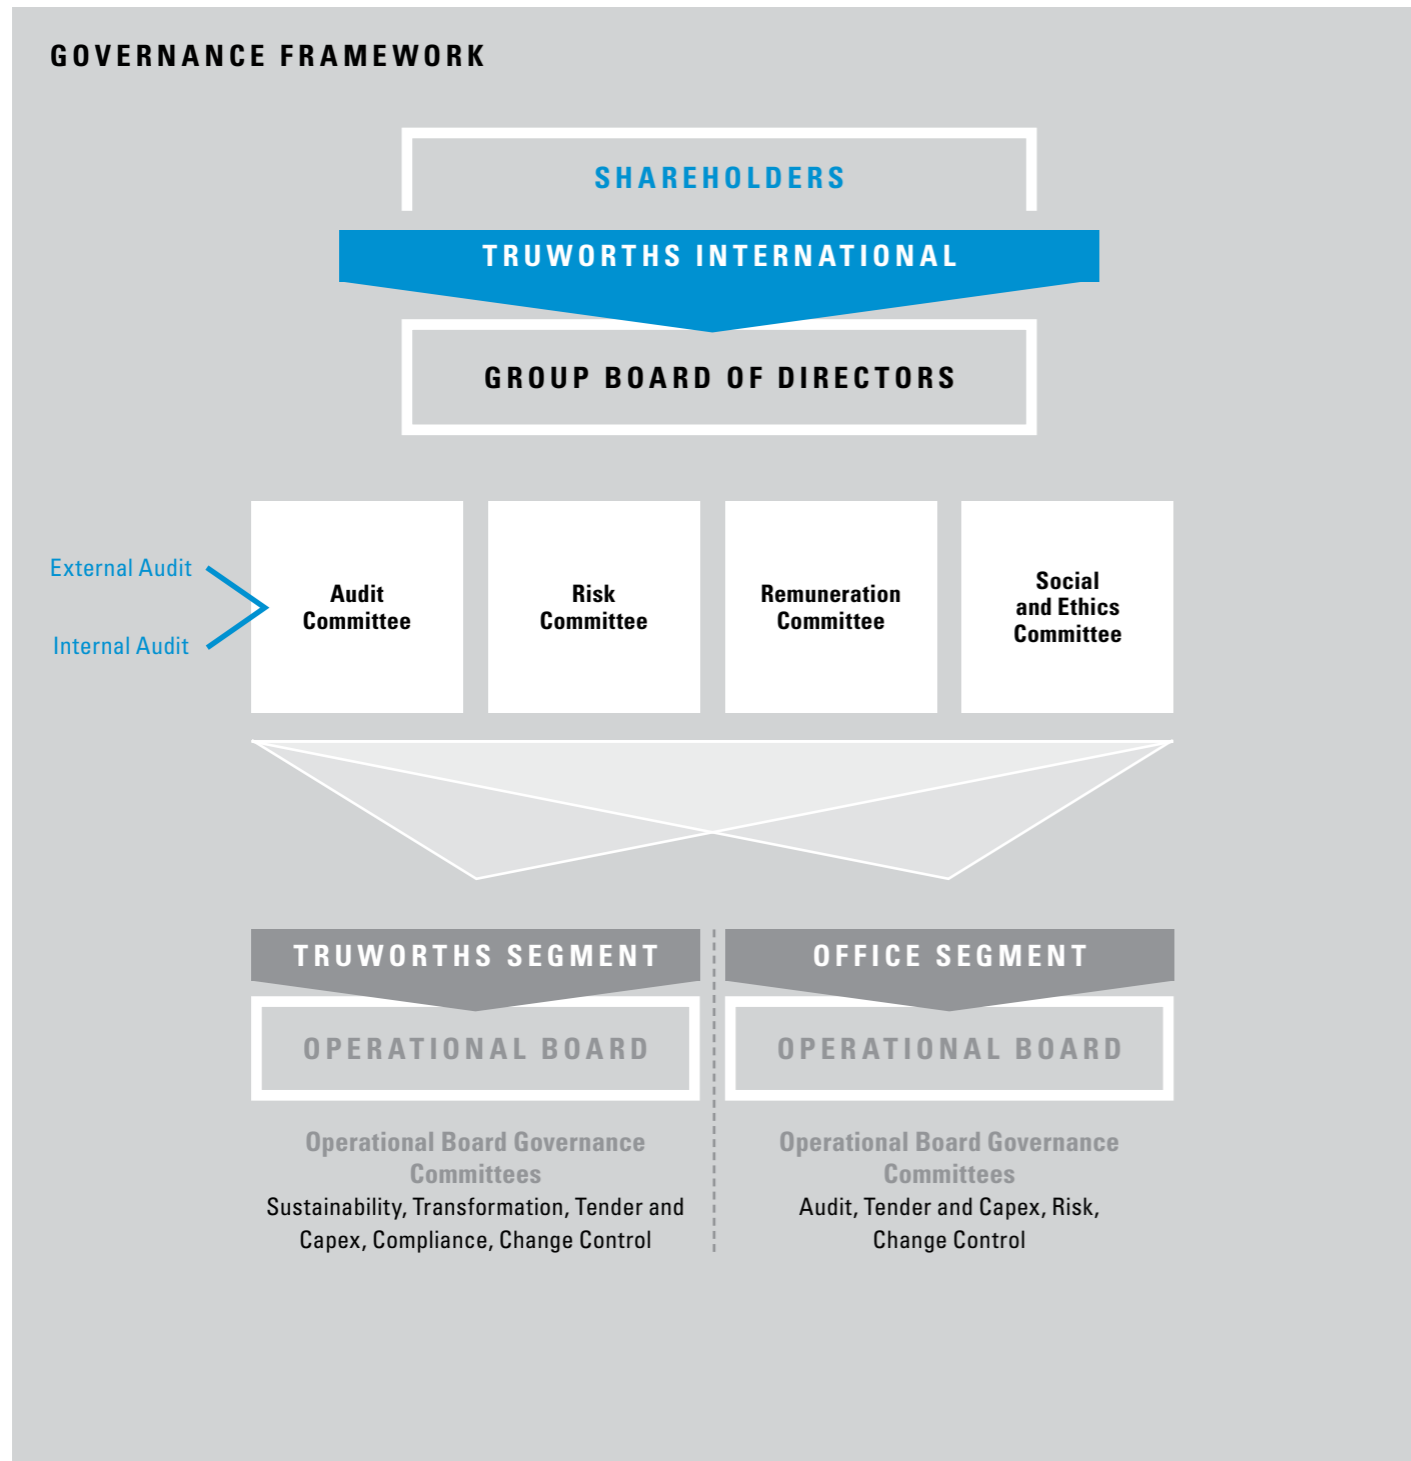 GOVERNANCE FRAMEWORK
SHAREHOLDERS
TRUWORTHS INTERNATIONAL
GROUP BOARD OF DIRECTORS
External Audit
Internal Audit
Audit
Committee
Risk
Committee
Remuneration
Committee
Social
and Ethics
Committee
TRUWORTHS SEGMENT
OPERATIONAL BOARD
Operational Board Governance
Committees
Sustainability, Transformation, Tender and
Capex, Compliance, Change Control
OFFICE SEGMENT
OPERATIONAL BOARD
Operational Board Governance
Committees
Audit, Tender and Capex, Risk,
Change Control